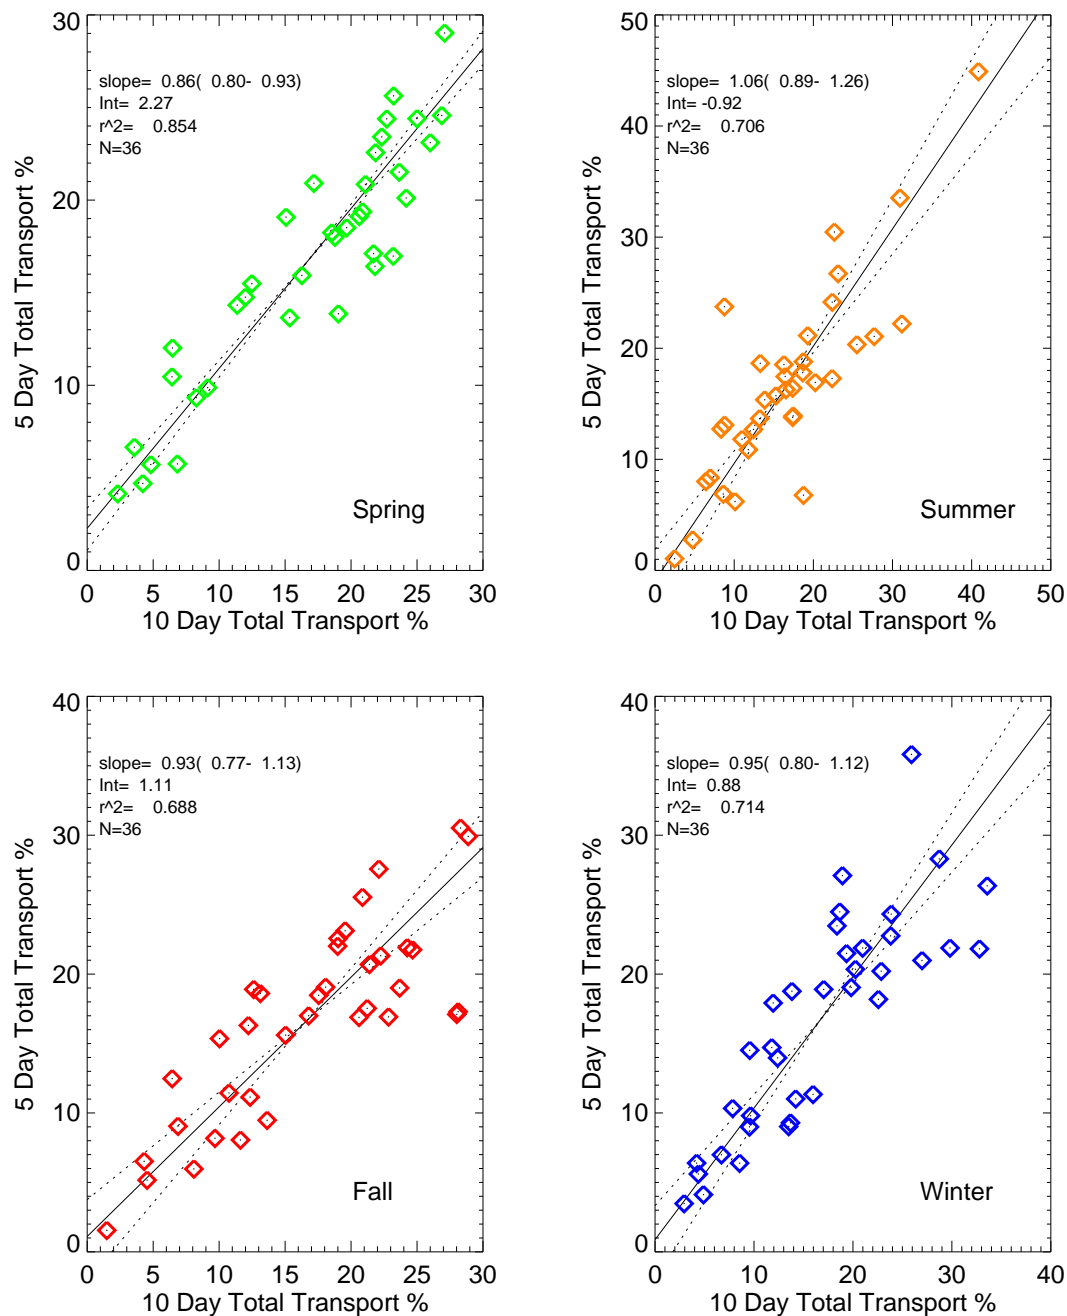 30
20
10
0
5 Day Total Transport %
slope= 0.86( 0.80- 0.93)
Int= 2.27
r^2= 0.854
N=36
Spring
0 5 10 15 20 25 30
10 Day Total Transport %
50
40
30
20
10
0
5 Day Total Transport %
slope= 1.06( 0.89- 1.26)
Int= -0.92
r^2= 0.706
N=36
Summer
0 10 20 30 40 50
10 Day Total Transport %
40
30
20
10
0
5 Day Total Transport %
slope= 0.93( 0.77- 1.13)
Int= 1.11
r^2= 0.688
N=36
Fall
0 5 10 15 20 25 30
10 Day Total Transport %
40
30
20
10
0
5 Day Total Transport %
slope= 0.95( 0.80- 1.12)
Int= 0.88
r^2= 0.714
N=36
Winter
0 10 20 30 40
10 Day Total Transport %